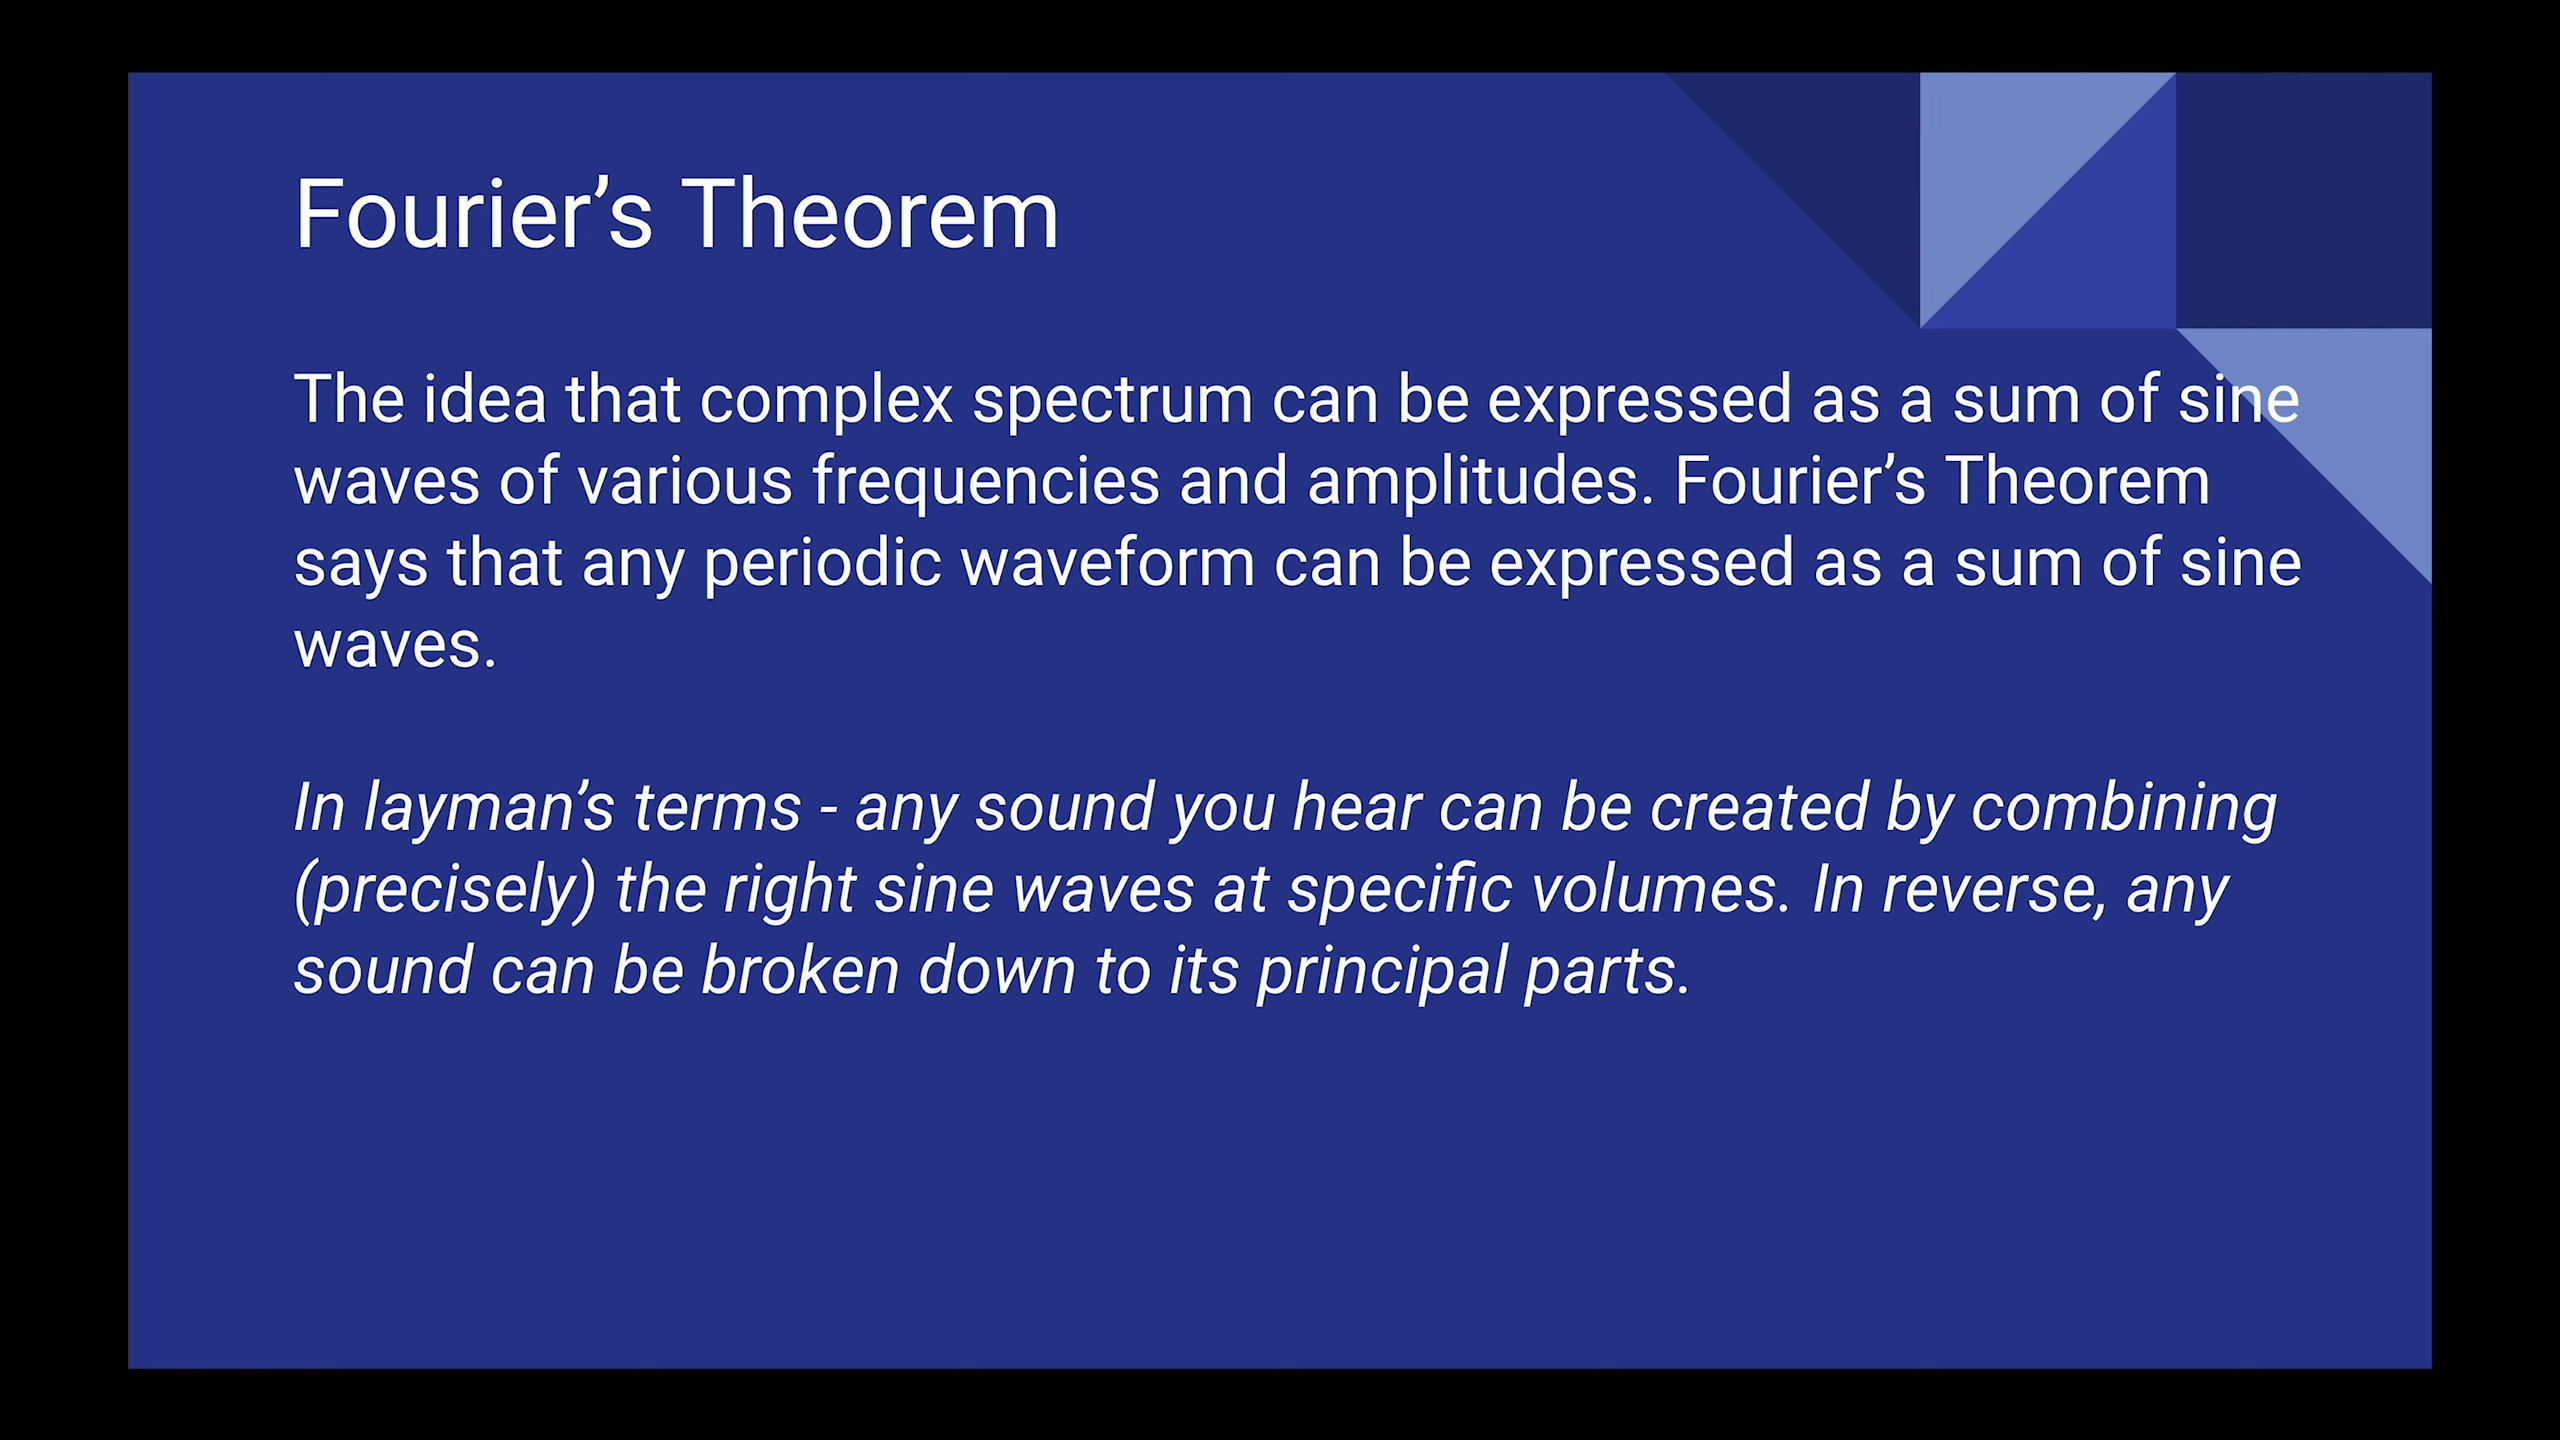 Fourier’s Theorem
The idea that complex spectrum can be expressed as a sum of sine
waves of various frequencies and amplitudes. Fourier’s Theorem
says that any periodic waveform can be expressed as a sum of sine
waves.
In layman’s terms - any sound you hear can be created by combining
(precisely) the right sine waves at specific volumes. In reverse, any
sound can be broken down to its principal parts.